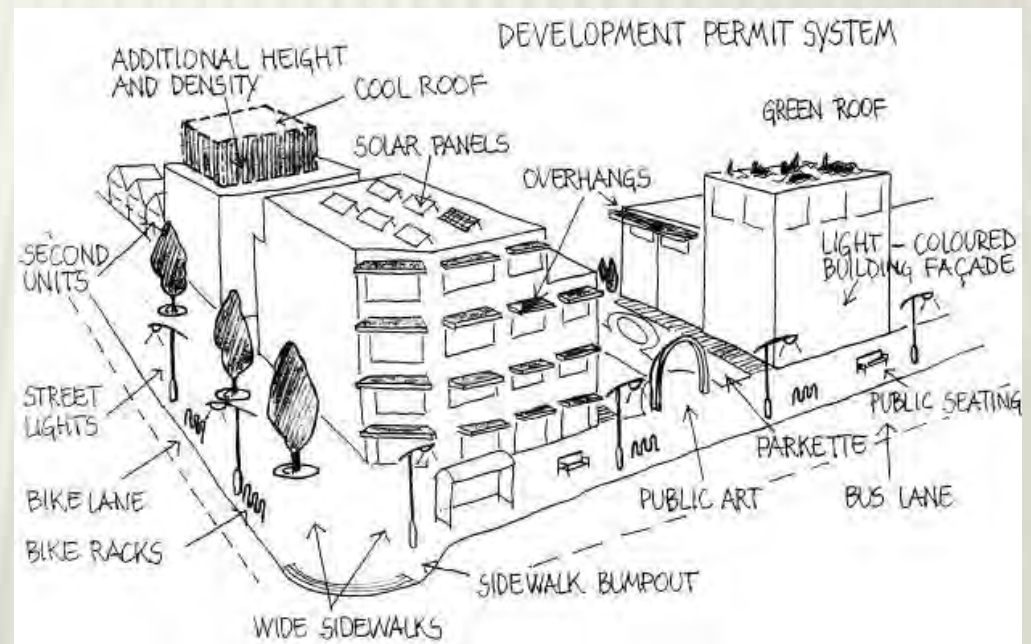 DEVELOPMENT PERMIT SYSTEM
ADDITIONAL HEIGHT
AND DENSITY
COOL ROOF
GREEN ROOF
SOLAR PANELS
OVERHANGS
SECOND
UNITS
LIGHT - COLOURED
BUILDING FAÇADE
STREET
LIGHTS
PUBLIC SEATING
PARKETTE
BIKE LANE
PUBLIC ART
BUS LANE
BIKE RACKS
SIDEWALK BUMPOUT
WIDE SIDEWALKS